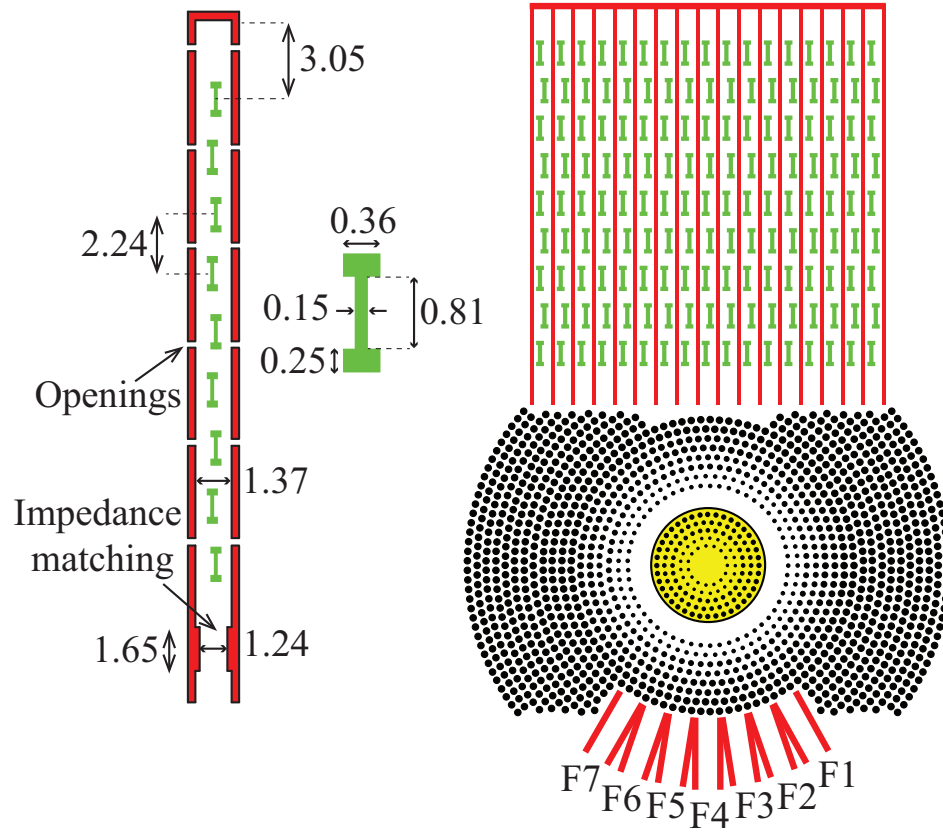 3.05
2.24
0.36
0.15
0.81
0.25
Openings
1.37
Impedance
matching
1.65
1.24
F7
F6
F5
F4
F3
F2
F1